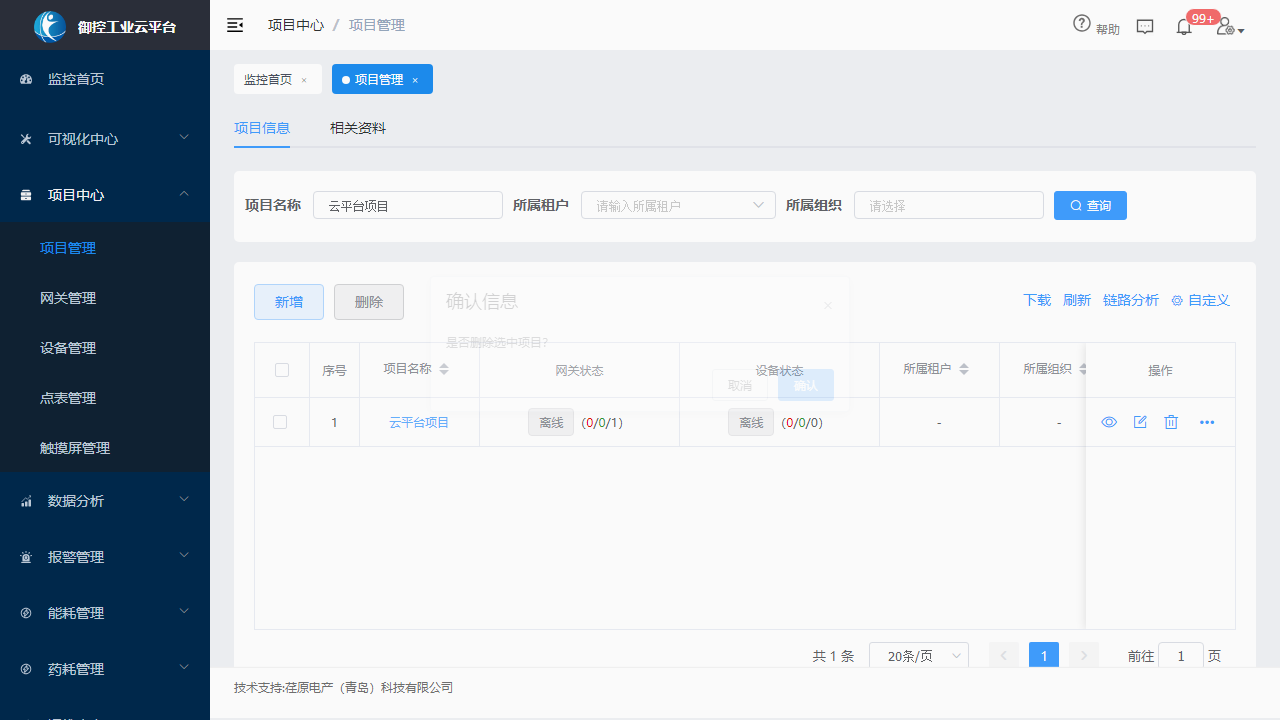 御控工业云平台
监控首页
可视化中心
项目中心
项目管理
网关管理
设备管理
点表管理
触摸屏管理
数据分析
报警管理
能耗管理
药耗管理
项目中心 / 项目管理
帮助
99+
监控首页 ×
项目管理 ×
项目信息 相关资料
项目名称 云平台项目 所属租户 请输入所属租户 所属组织 请选择 查询
新增 删除 下载 刷新 链路分析 自定义
确认信息 ×
是否删除选中项目?
取消 确认
序号 项目名称 网关状态 设备状态 所属租户 所属组织 操作
1 云平台项目 离线 (0/0/1) 离线 (0/0/0) - -
共 1 条 20条/页 1 前往 1 页
技术支持:荏原电产（青岛）科技有限公司